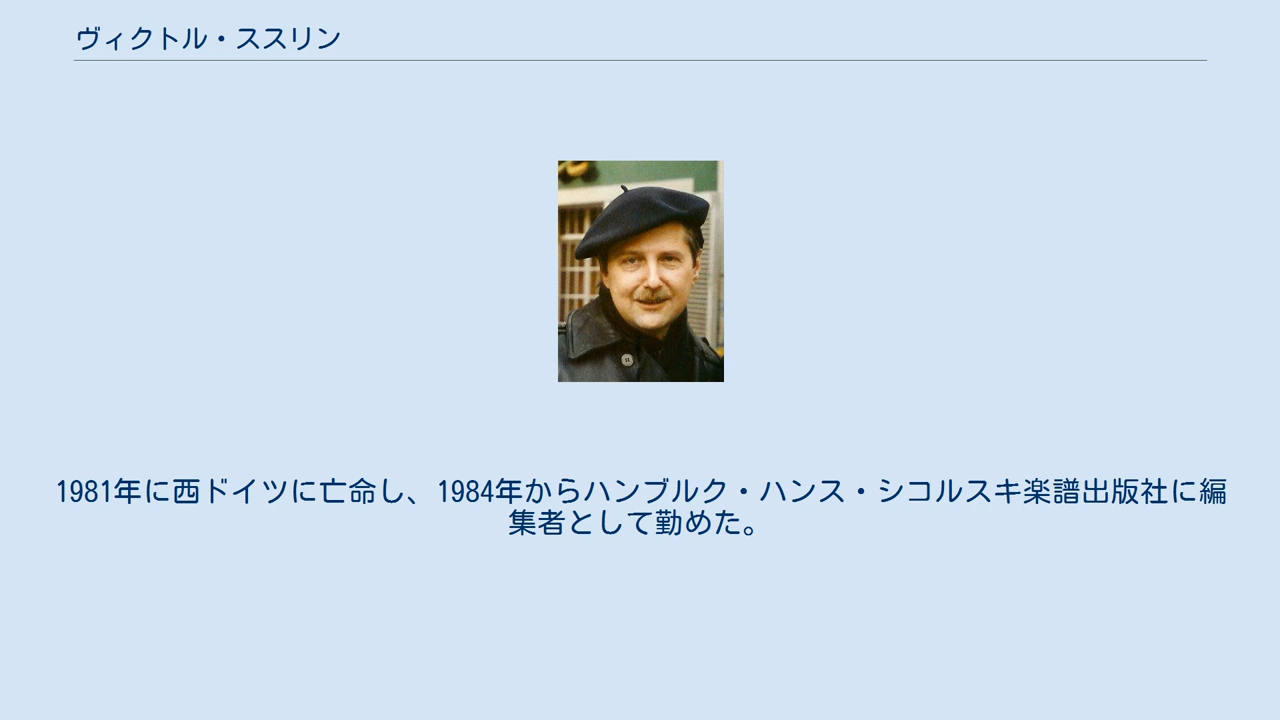 ヴィクトル・ススリン
1981年に西ドイツに亡命し、1984年からハンブルク・ハンス・シコルスキ楽譜出版社に編
集者として勤めた。